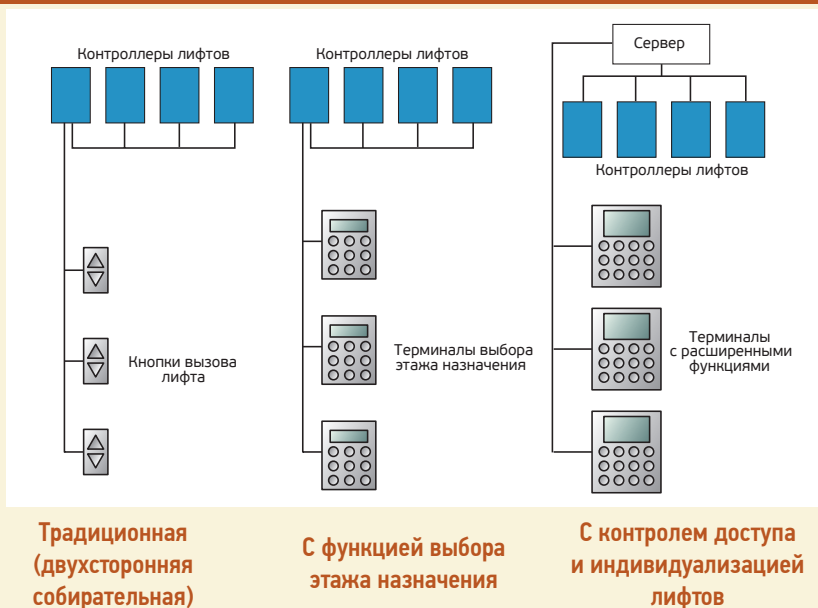 Контроллеры лифтов
Кнопки вызова
лифта
Традиционная
(двухсторонняя
собирательная)
Контроллеры лифтов
Терминалы выбора
этажа назначения
С функцией выбора
этажа назначения
Сервер
Контроллеры лифтов
Терминалы
с расширенными
функциями
С контролем доступа
и индивидуализацией
лифтов